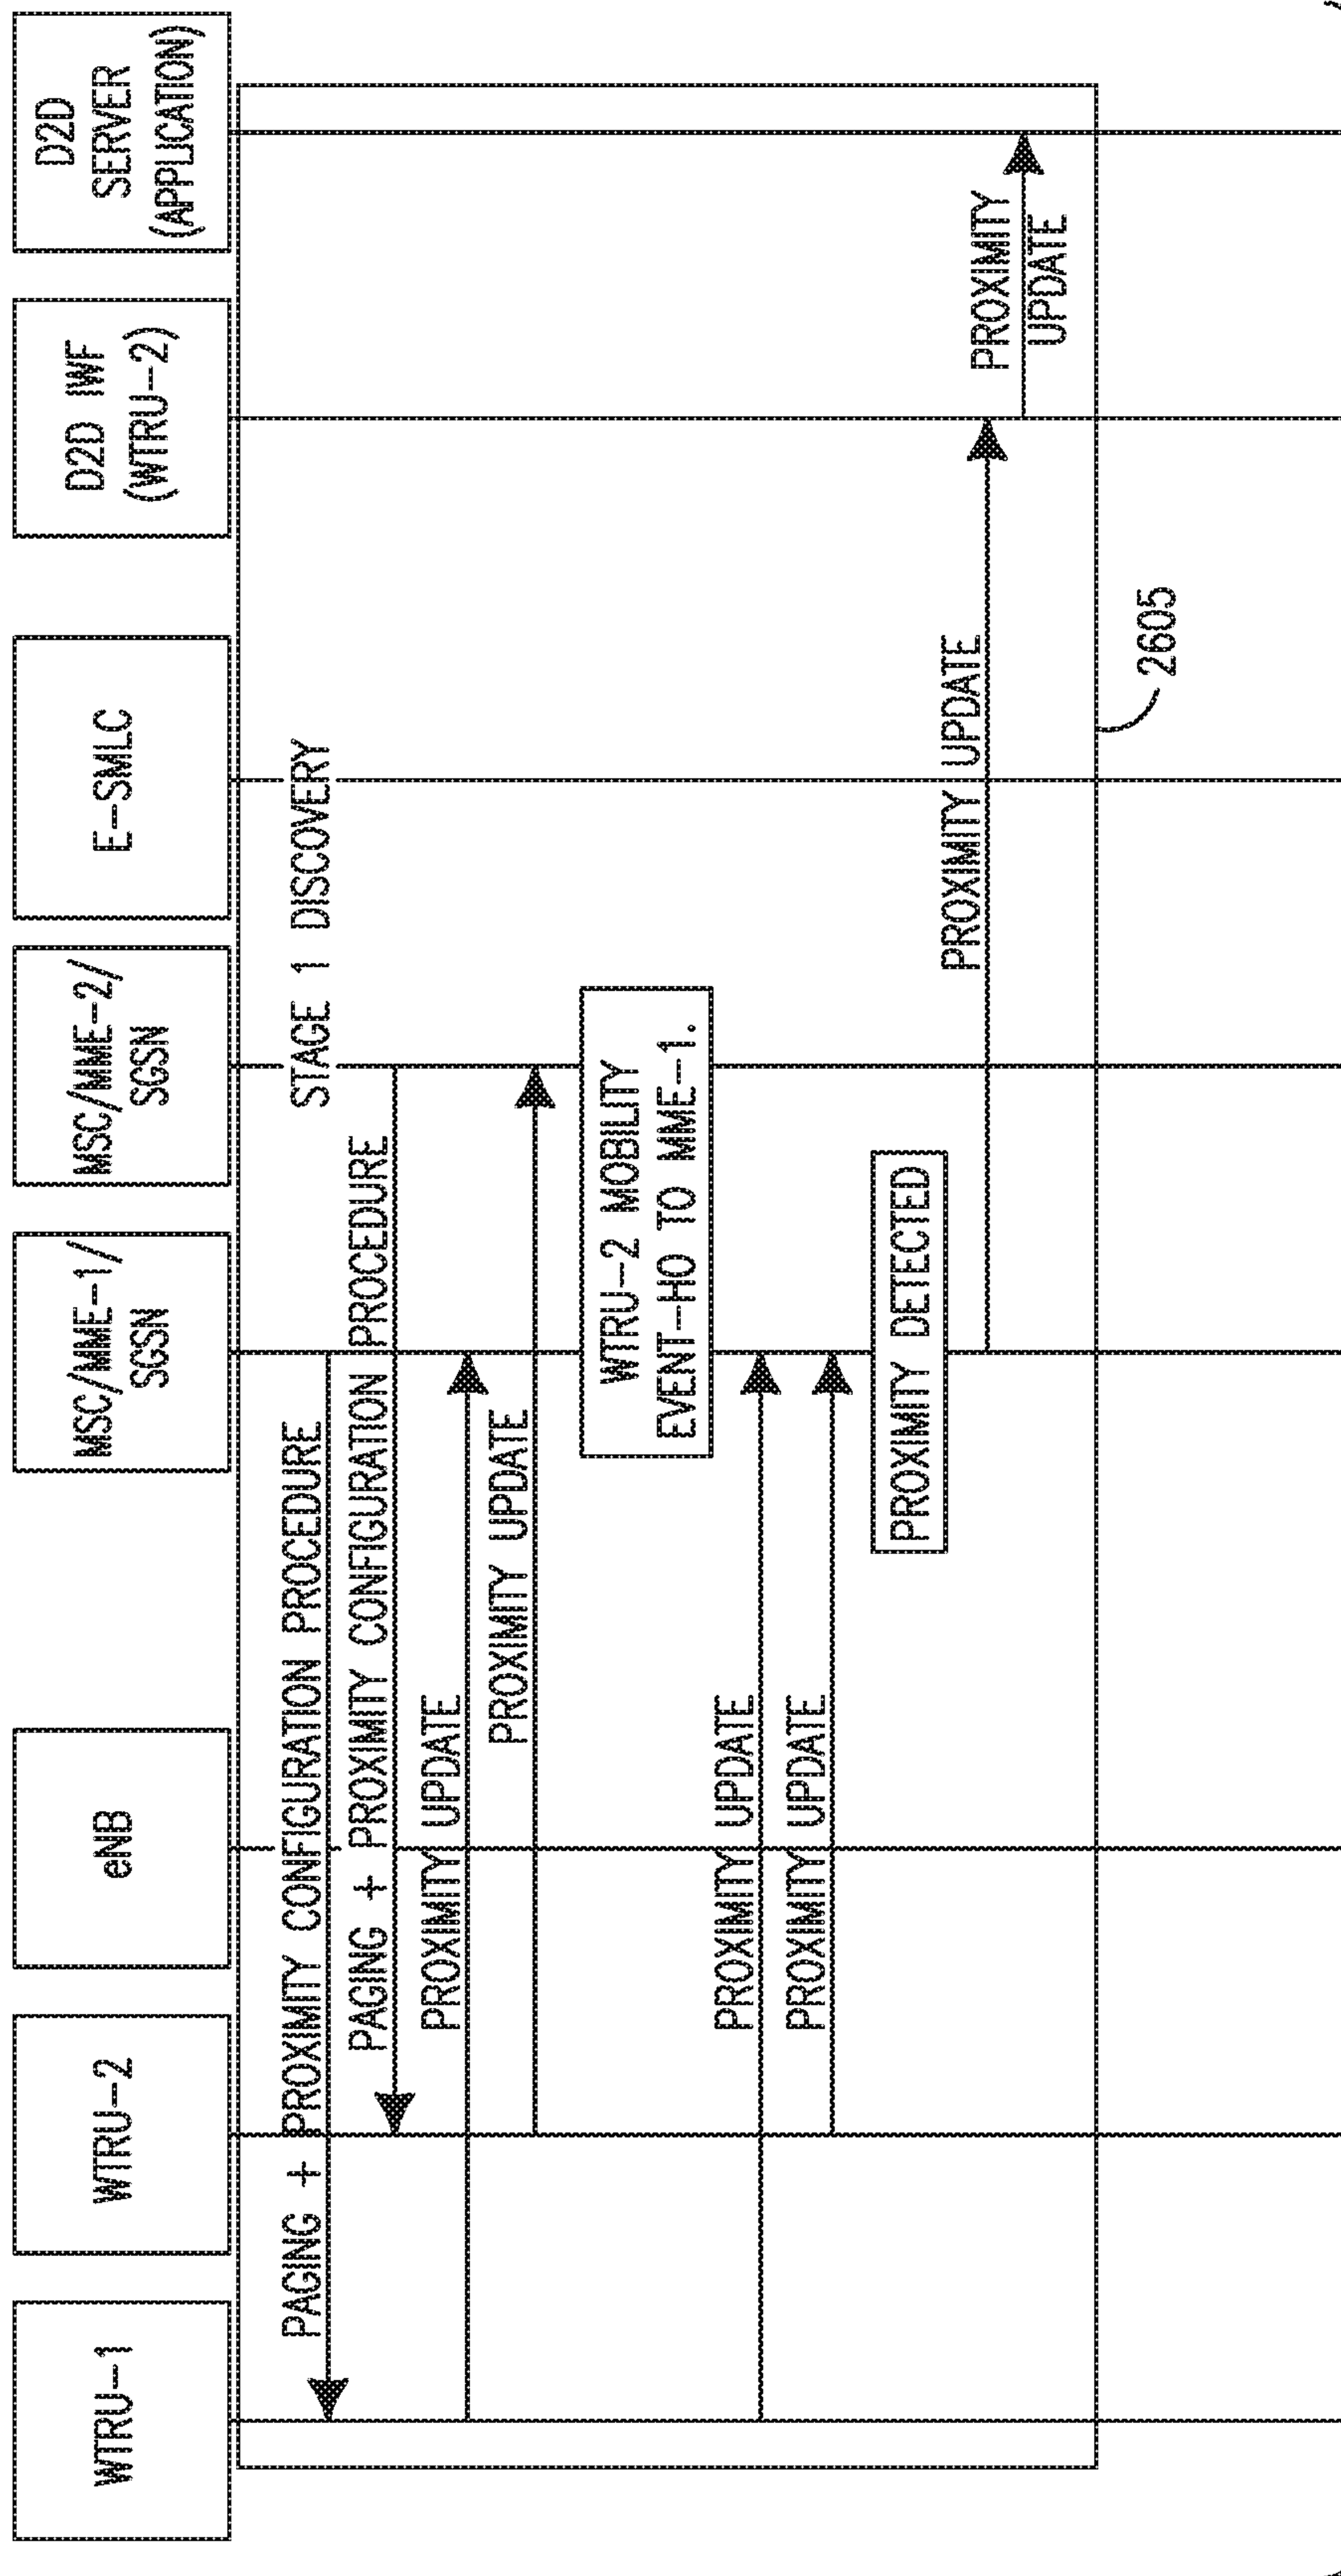 WTRU-1
WTRU-2
eNB
MSC/MME-1/
SGSN
MSC/MME-2/
SGSN
E-SMLC
D2D IWF
(WTRU-2)
D2D
SERVER
(APPLICATION)
STAGE 1 DISCOVERY
PAGING + PROXIMITY CONFIGURATION PROCEDURE
PAGING + PROXIMITY CONFIGURATION PROCEDURE
PROXIMITY UPDATE
PROXIMITY UPDATE
WTRU-2 MOBILITY
EVENT-HO TO MME-1.
PROXIMITY UPDATE
PROXIMITY UPDATE
PROXIMITY DETECTED
PROXIMITY UPDATE
PROXIMITY
UPDATE
2605